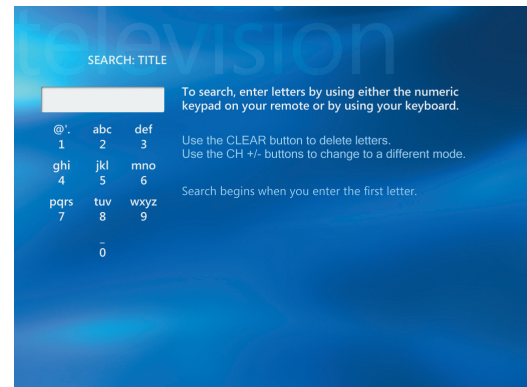 television
SEARCH: TITLE
To search, enter letters by using either the numeric
keypad on your remote or by using your keyboard.
@'. abc def
1 2 3
Use the CLEAR button to delete letters.
Use the CH +/- buttons to change to a different mode.
ghi jkl mno
4 5 6
Search begins when you enter the first letter.
pqrs tuv wxyz
7 8 9
_
0